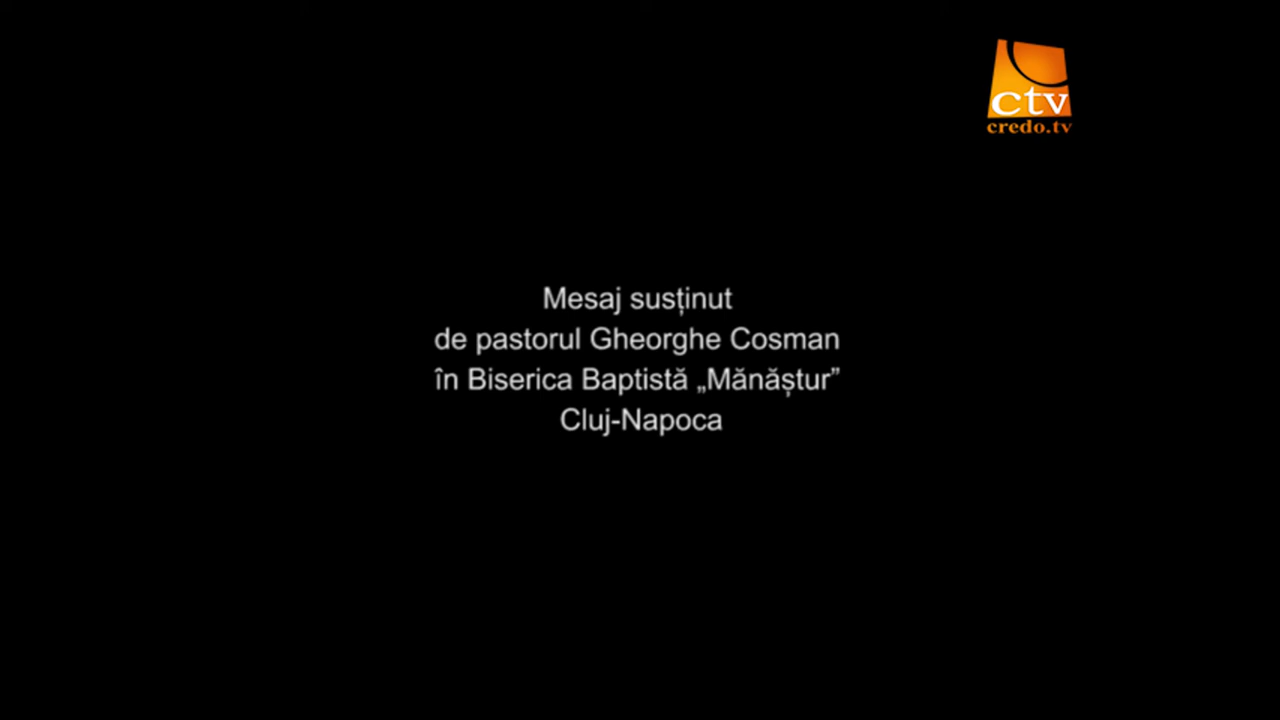 ctv
credo.tv
Mesaj susținut
de pastorul Gheorghe Cosman
în Biserica Baptistă „Mănăștur”
Cluj-Napoca